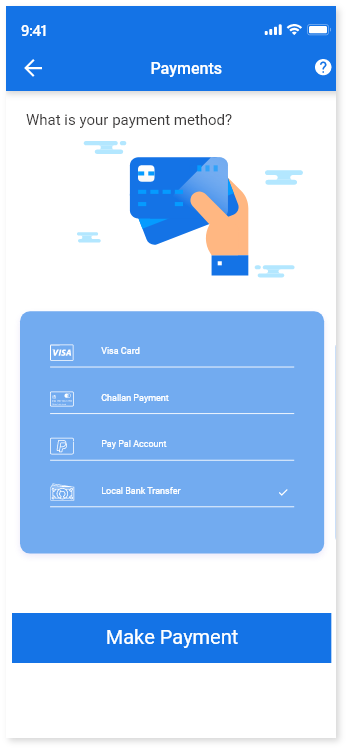 9:41
Payments
?
What is your payment method?
VISA
Visa Card
Challan Payment
Pay Pal Account
Local Bank Transfer
Make Payment